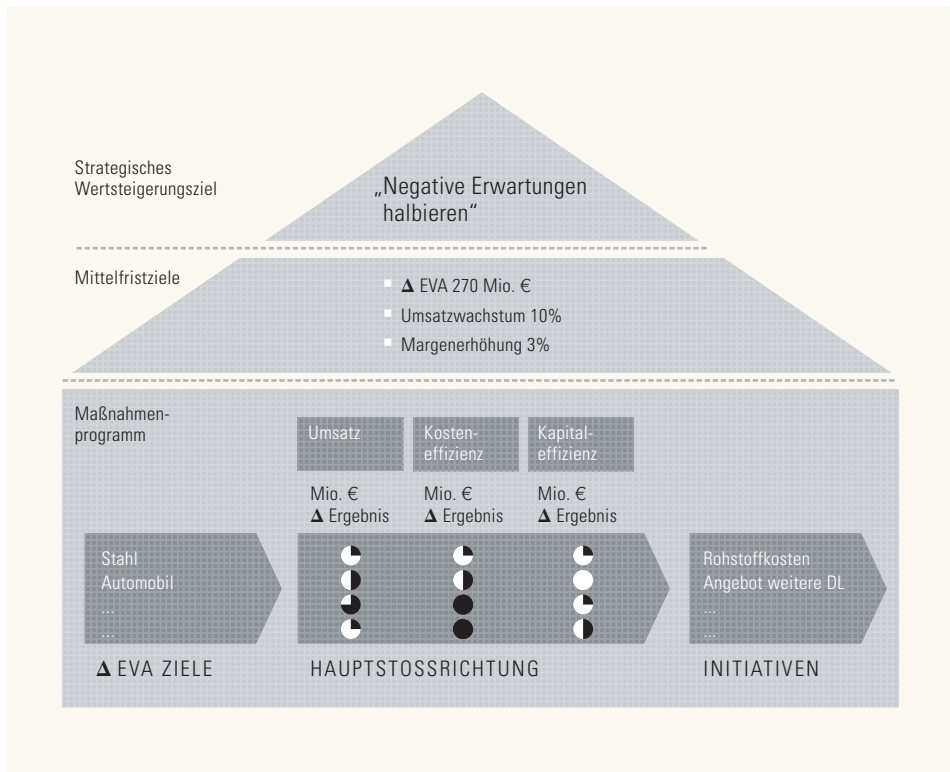 Strategisches
Wertsteigerungsziel
„Negative Erwartungen
halbieren“
Mittelfristziele
Δ EVA 270 Mio. €
Umsatzwachstum 10%
Margenerhöhung 3%
Maßnahmen-
programm
Umsatz
Kosten-
effizienz
Kapital-
effizienz
Mio. €
Δ Ergebnis
Mio. €
Δ Ergebnis
Mio. €
Δ Ergebnis
Stahl
Automobil
...
...
Rohstoffkosten
Angebot weitere DL
...
...
Δ EVA ZIELE
HAUPTSTOSSRICHTUNG
INITIATIVEN